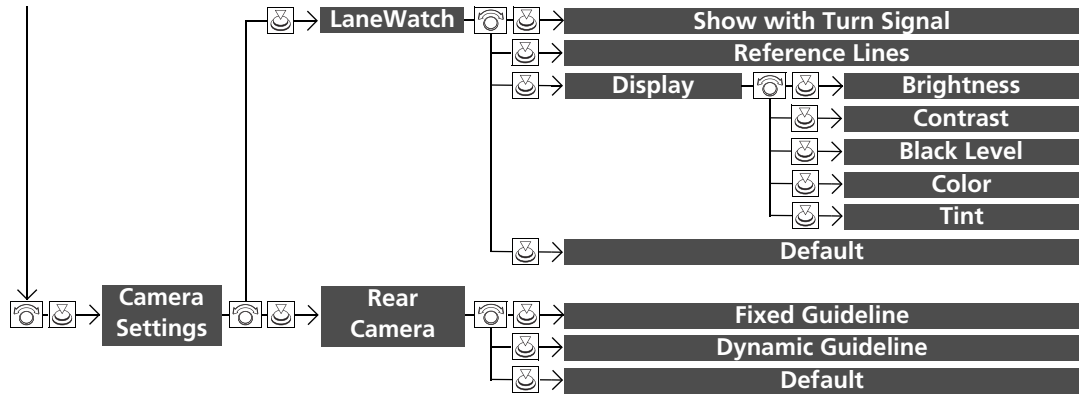 LaneWatch
Show with Turn Signal
Reference Lines
Display
Brightness
Contrast
Black Level
Color
Tint
Default
Camera
Settings
Rear
Camera
Fixed Guideline
Dynamic Guideline
Default